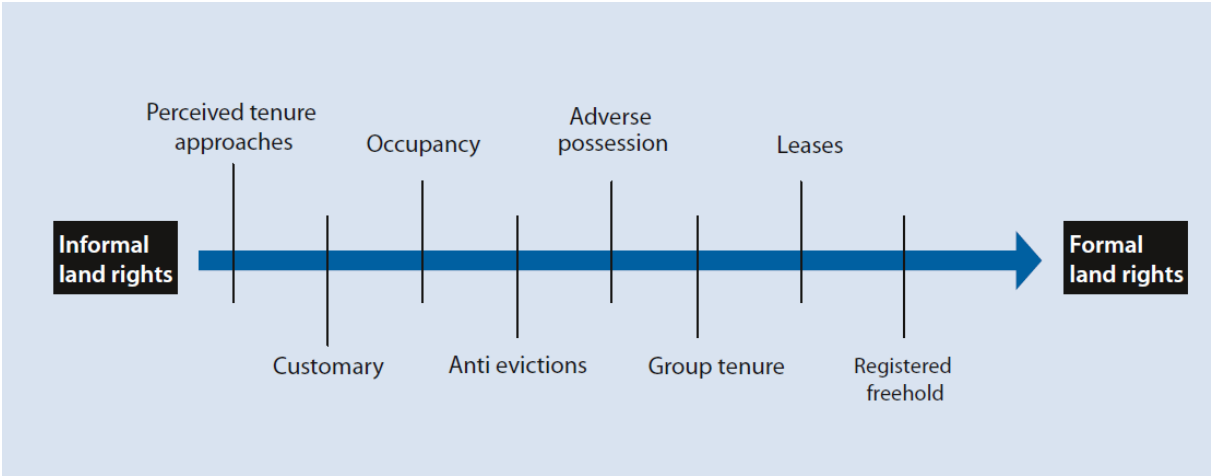 Perceived tenure
approaches
Occupancy
Adverse
possession
Leases
Informal
land rights
Formal
land rights
Customary
Anti evictions
Group tenure
Registered
freehold